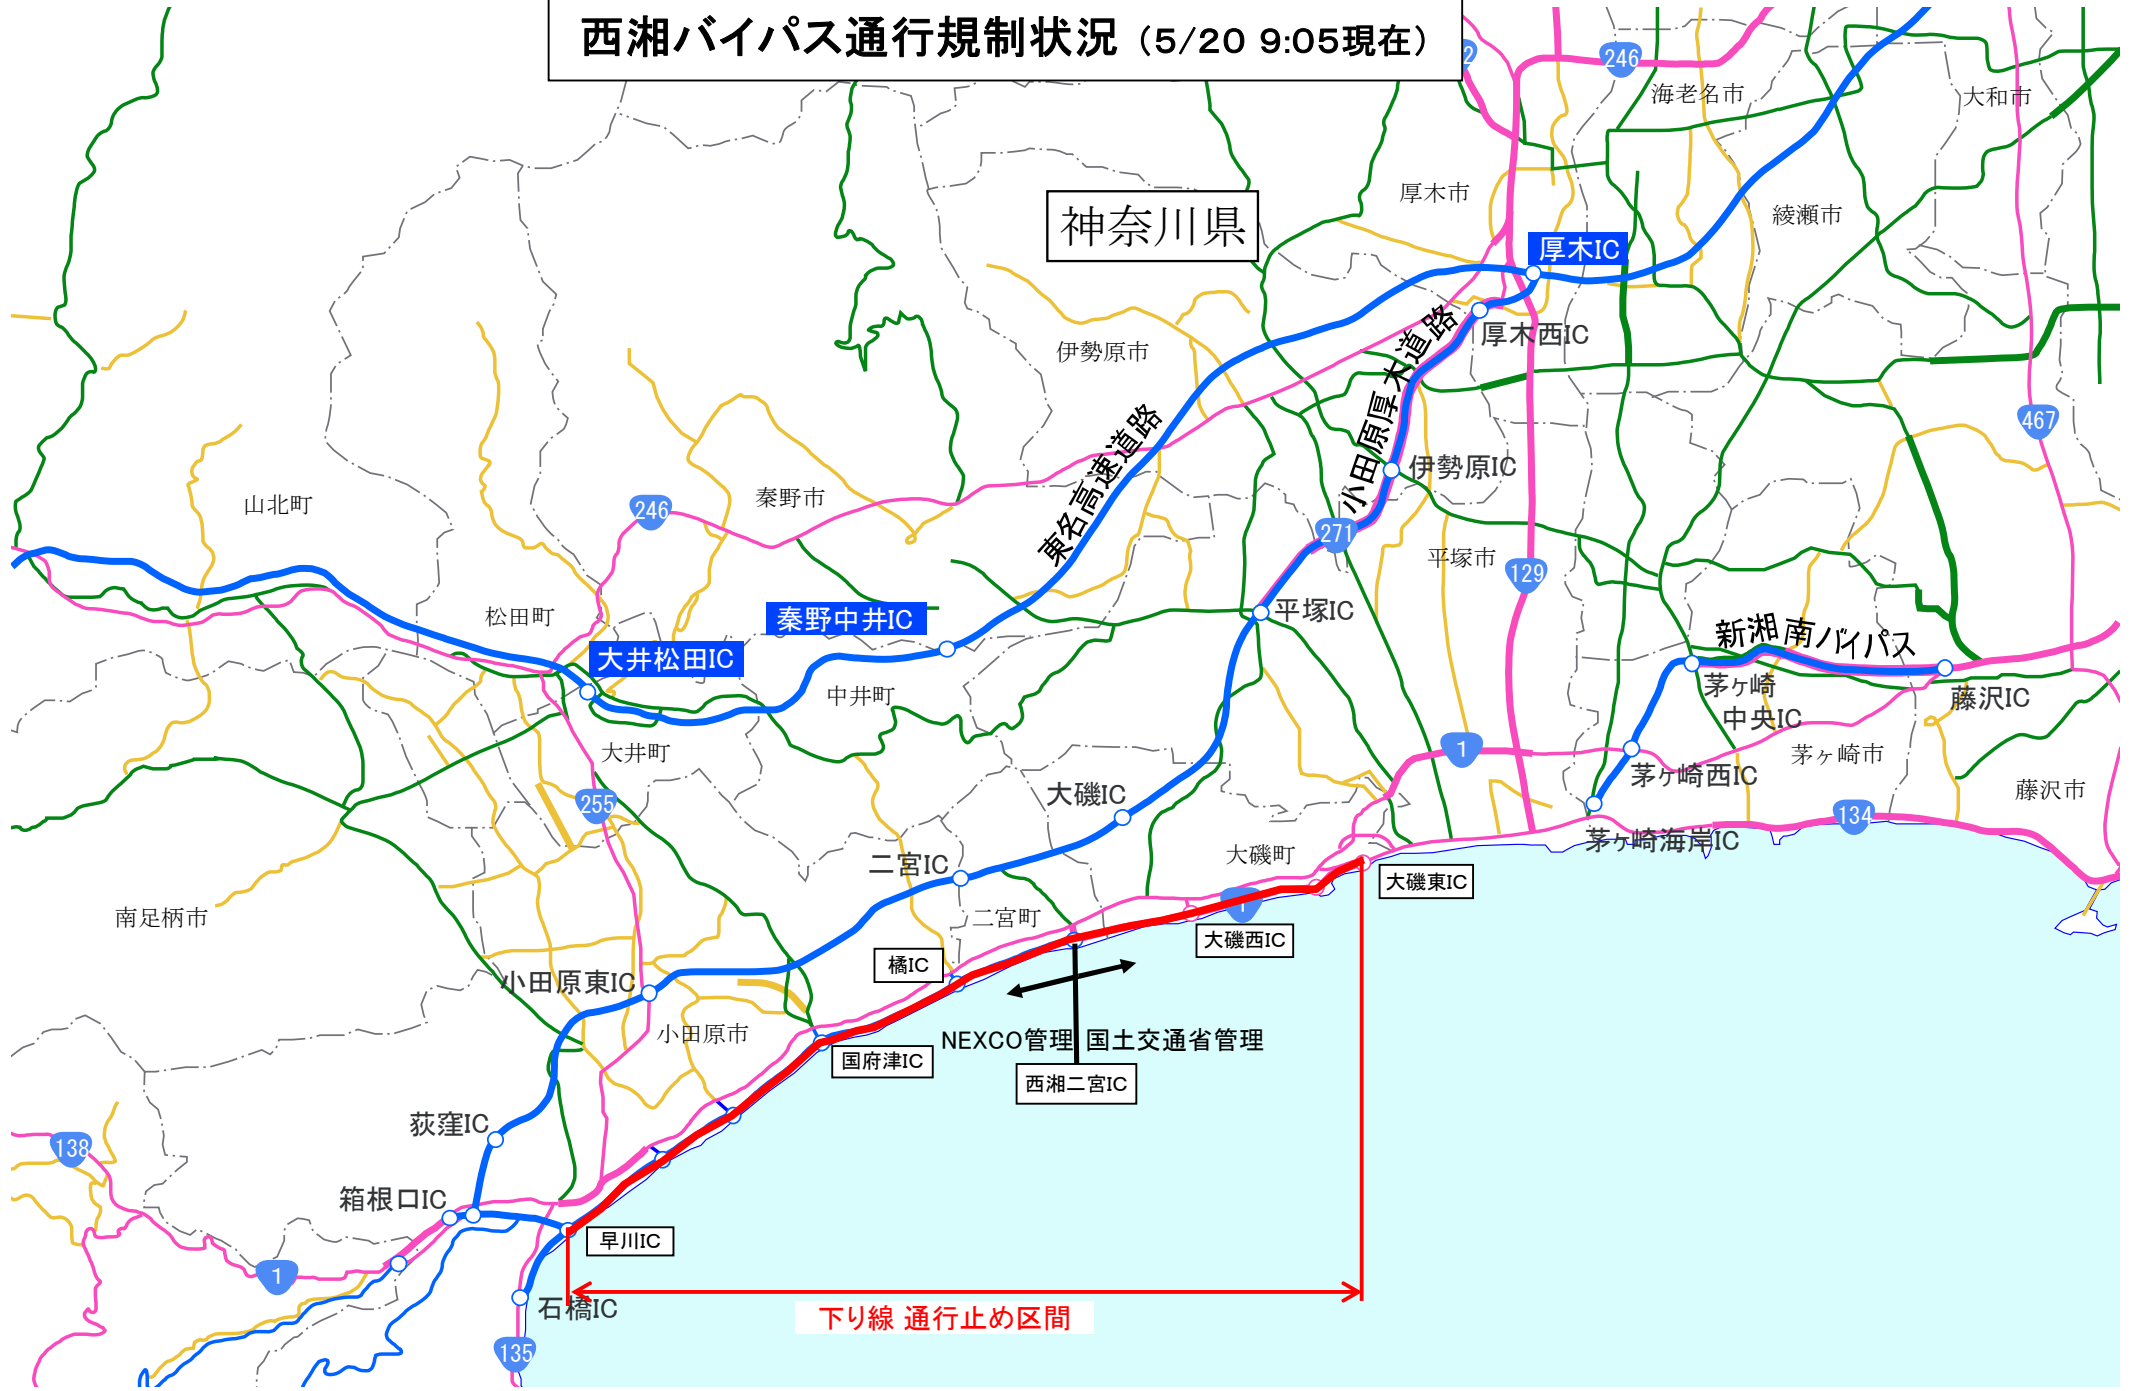 西湘バイパス通行規制状況（5/20 9:05現在）
2
246
海老名市
大和市
厚木市
綾瀬市
神奈川県
厚木IC
厚木西IC
小田原厚木道路
伊勢原市
東名高速道路
467
伊勢原IC
山北町
246
秦野市
271
平塚市
129
松田町
秦野中井IC
平塚IC
新湘南バイパス
大井松田IC
中井町
茅ヶ崎
中央IC
藤沢IC
大井町
1
茅ヶ崎市
茅ヶ崎西IC
藤沢市
255
大磯IC
134
茅ヶ崎海岸IC
大磯町
二宮IC
大磯東IC
南足柄市
二宮町
1
大磯西IC
橘IC
小田原東IC
小田原市
NEXCO管理 国土交通省管理
国府津IC
西湘二宮IC
荻窪IC
138
箱根口IC
早川IC
1
石橋IC
下り線 通行止め区間
135